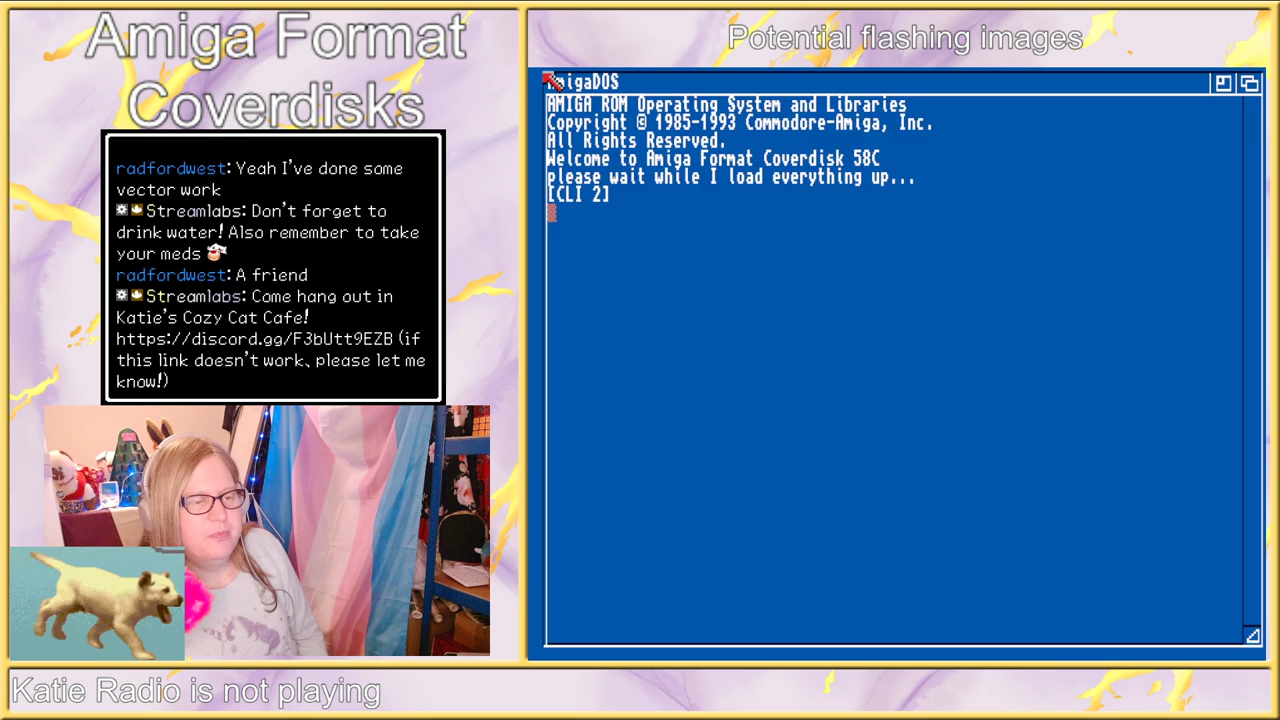 Amiga Format
Coverdisks
radfordwest: Yeah I've done some
vector work
Streamlabs: Don't forget to
drink water! Also remember to take
your meds
radfordwest: A friend
Streamlabs: Come hang out in
Katie's Cozy Cat Cafe!
https://discord.gg/F3bUtt9EZB (if
this link doesn't work, please let me
know!)
Potential flashing images
AmigaDOS
AMIGA ROM Operating System and Libraries
Copyright © 1985-1993 Commodore-Amiga, Inc.
All Rights Reserved.
Welcome to Amiga Format Coverdisk 58C
please wait while I load everything up...
[CLI 2]
Katie Radio is not playing